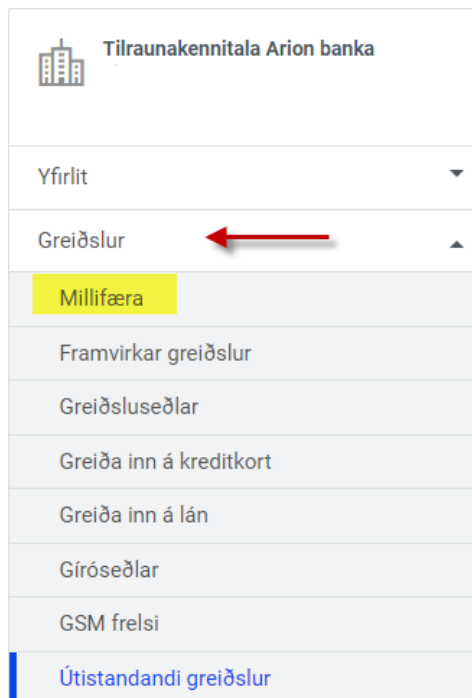 Tilraunakennitala Arion banka
Yfirlit
Greiðslur
Millifæra
Framvirkar greiðslur
Greiðsluseðlar
Greiða inn á kreditkort
Greiða inn á lán
Gíróseðlar
GSM frelsi
Útistandandi greiðslur